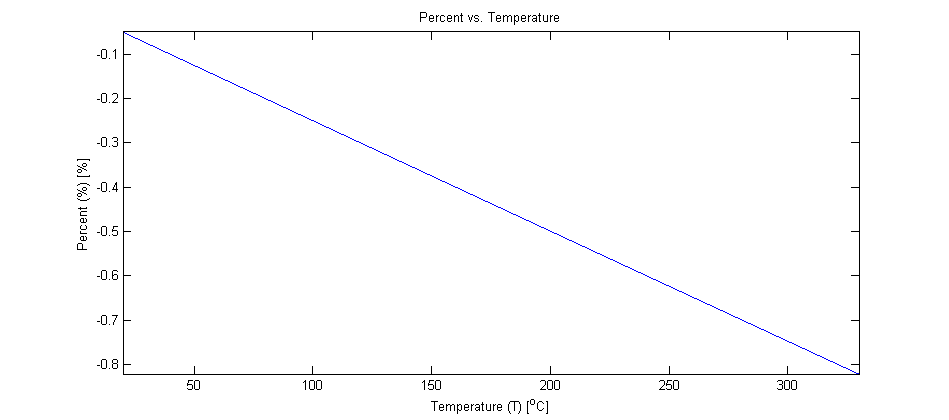 Percent vs. Temperature
-0.1
-0.2
-0.3
-0.4
-0.5
-0.6
-0.7
-0.8
Percent (%) [%]
50 100 150 200 250 300
Temperature (T) [°C]